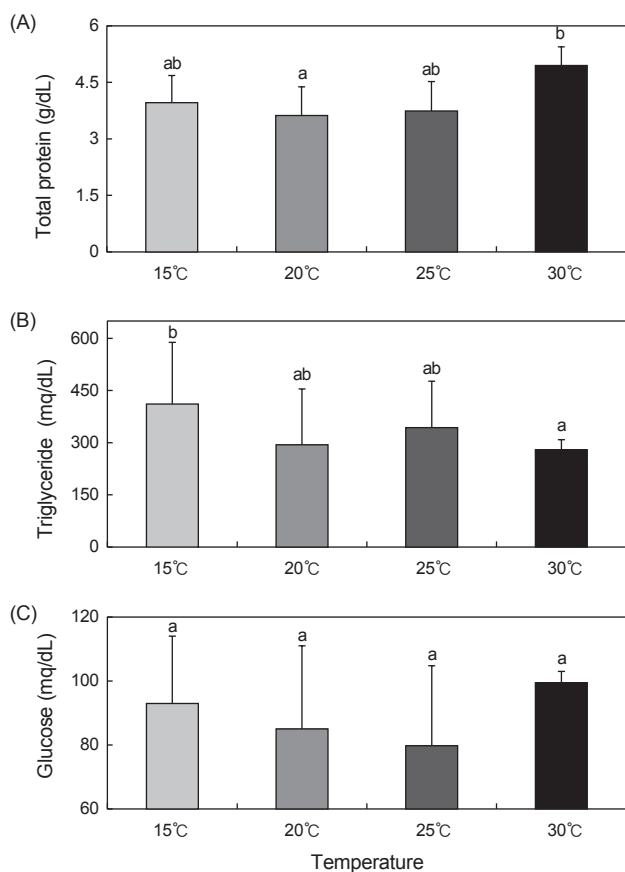 (A)
Total protein (g/dL)
6
4.5
3
1.5
0
ab
a
ab
b
15℃ 20℃ 25℃ 30℃
(B)
Triglyceride (mq/dL)
600
450
300
150
0
b
ab
ab
a
15℃ 20℃ 25℃ 30℃
(C)
Glucose (mq/dL)
120
100
80
60
a a a a
15℃ 20℃ 25℃ 30℃
Temperature